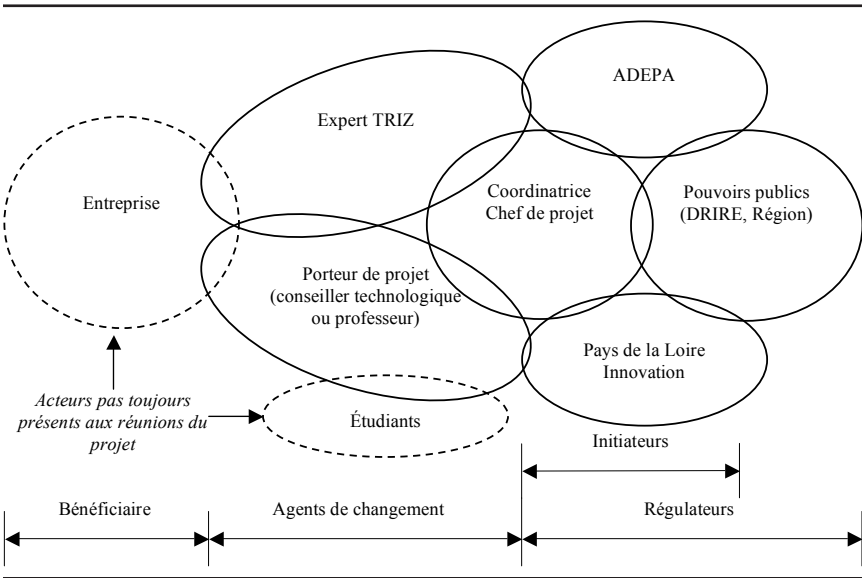 ADEPA
Expert TRIZ
Entreprise
Coordinatrice
Chef de projet
Pouvoirs publics
(DRIRE, Région)
Porteur de projet
(conseiller technologique
ou professeur)
Pays de la Loire
Innovation
Acteurs pas toujours
présents aux réunions du
projet
Étudiants
Initiateurs
Bénéficiaire
Agents de changement
Régulateurs